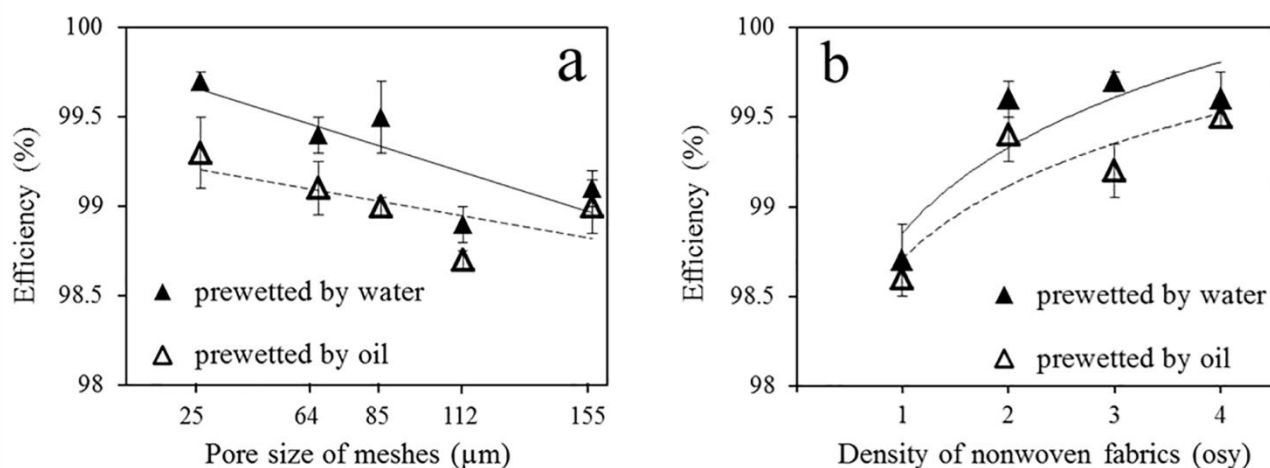 a
Efficiency (%)
100
99.5
99
98.5
98
prewetted by water
prewetted by oil
25 64 85 112 155
Pore size of meshes (µm)
b
Efficiency (%)
100
99.5
99
98.5
98
prewetted by water
prewetted by oil
1 2 3 4
Density of nonwoven fabrics (osy)